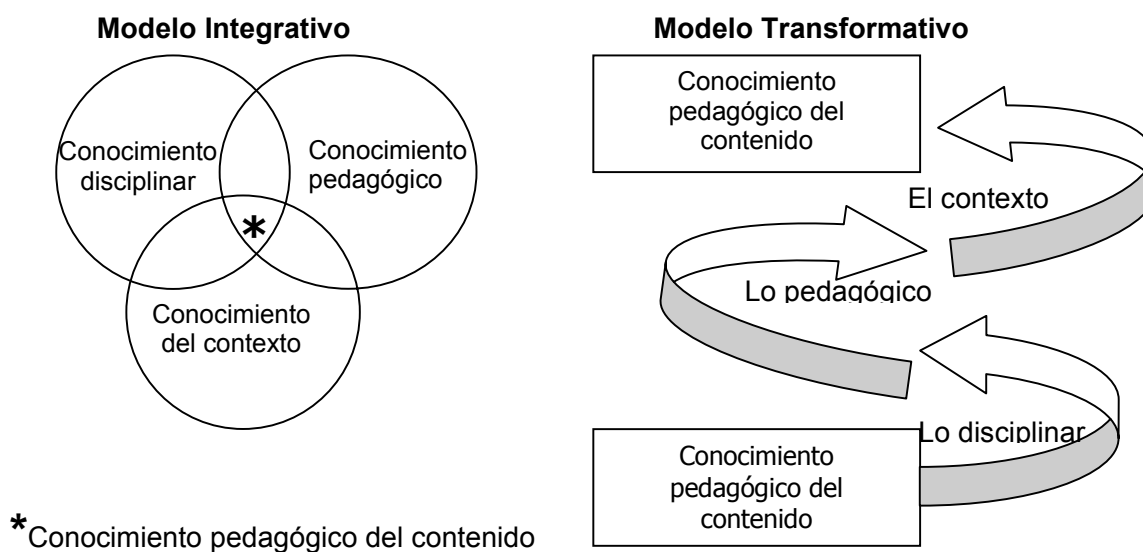 Modelo Integrativo
Conocimiento
disciplinar
Conocimiento
pedagógico
*
Conocimiento
del contexto
*Conocimiento pedagógico del contenido
Modelo Transformativo
Conocimiento
pedagógico del
contenido
El contexto
Lo pedagógico
Lo disciplinar
Conocimiento
pedagógico del
contenido